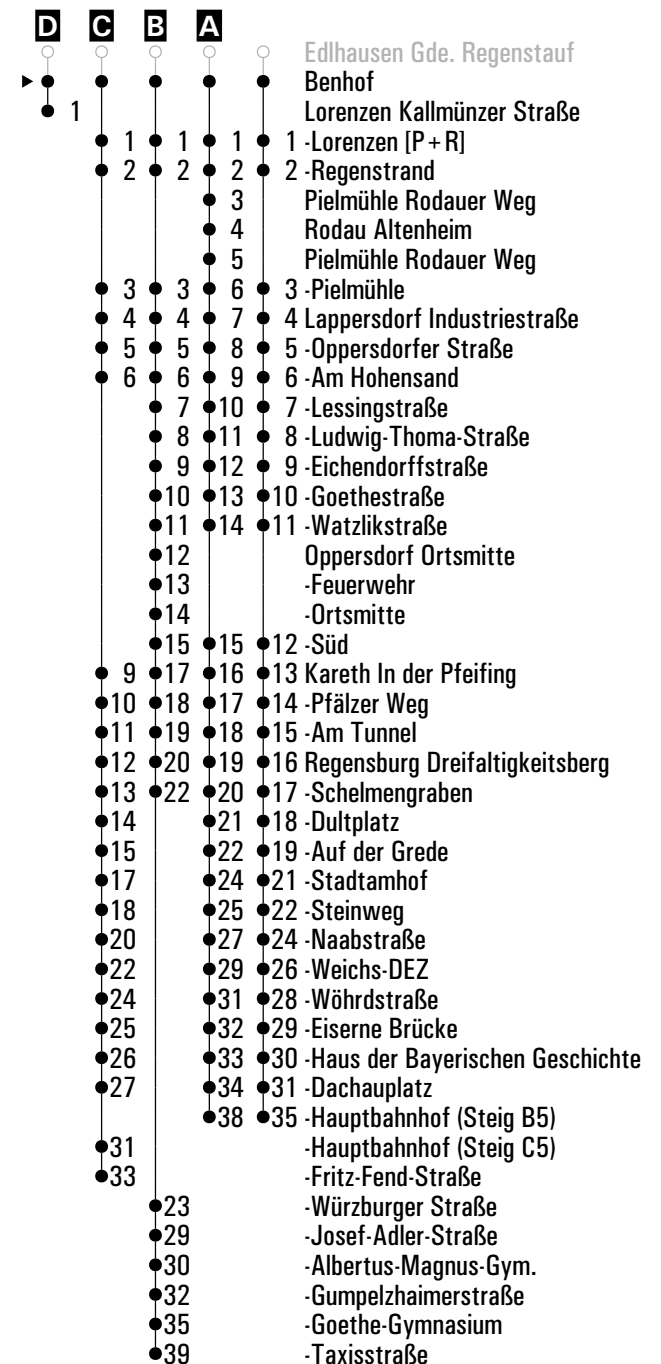 D C B A
Edlhausen Gde. Regenstauf
Benhof
1 Lorenzen Kallmünzer Straße
1 1 1 1 -Lorenzen [P+R]
2 2 2 2 -Regenstrand
3 Pielmühle Rodauer Weg
4 Rodau Altenheim
5 Pielmühle Rodauer Weg
3 3 6 3 -Pielmühle
4 4 7 4 Lappersdorf Industriestraße
5 5 8 5 -Oppersdorfer Straße
6 6 9 6 -Am Hohensand
7 10 7 -Lessingstraße
8 11 8 -Ludwig-Thoma-Straße
9 12 9 -Eichendorffstraße
10 13 10 -Goethestraße
11 14 11 -Watzlikstraße
12 Oppersdorf Ortsmitte
13 -Feuerwehr
14 -Ortsmitte
15 15 12 -Süd
9 17 16 13 Kareth In der Pfeifing
10 18 17 14 -Pfälzer Weg
11 19 18 15 -Am Tunnel
12 20 19 16 Regensburg Dreifaltigkeitsberg
13 22 20 17 -Schelmengraben
14 21 18 -Dultplatz
15 22 19 -Auf der Grede
17 24 21 -Stadtamhof
18 25 22 -Steinweg
20 27 24 -Naabstraße
22 29 26 -Weichs-DEZ
24 31 28 -Wöhrdstraße
25 32 29 -Eiserne Brücke
26 33 30 -Haus der Bayerischen Geschichte
27 34 31 -Dachauplatz
38 35 -Hauptbahnhof (Steig B5)
31 -Hauptbahnhof (Steig C5)
33 -Fritz-Fend-Straße
23 -Würzburger Straße
29 -Josef-Adler-Straße
30 -Albertus-Magnus-Gym.
32 -Gumpelzhaimerstraße
35 -Goethe-Gymnasium
39 -Taxisstraße